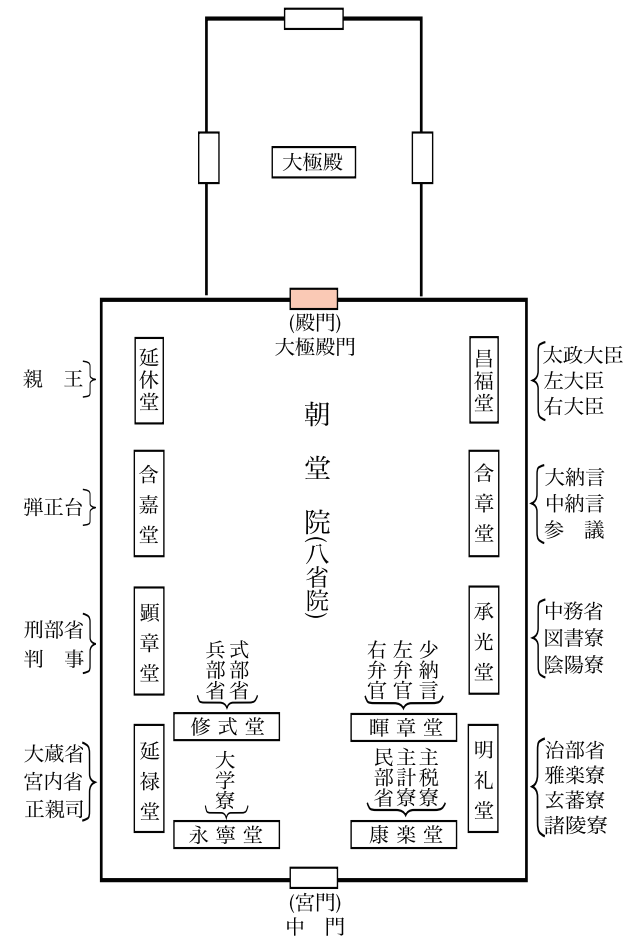 大極殿
(殿門)
大極殿門
朝堂院(八省院)
昌福堂
太政大臣
左大臣
右大臣
含章堂
大納言
中納言
参　議
承光堂
中務省
図書寮
陰陽寮
明礼堂
治部省
雅楽寮
玄蕃寮
諸陵寮
延休堂
親　王
含嘉堂
弾正台
顕章堂
刑部省
判　事
延禄堂
大蔵省
宮内省
正親司
少納言
左弁官
右弁官
暉章堂
式部省
兵部省
修式堂
主税寮
主計寮
民部省
康楽堂
大学寮
永寧堂
(宮門)
中　門